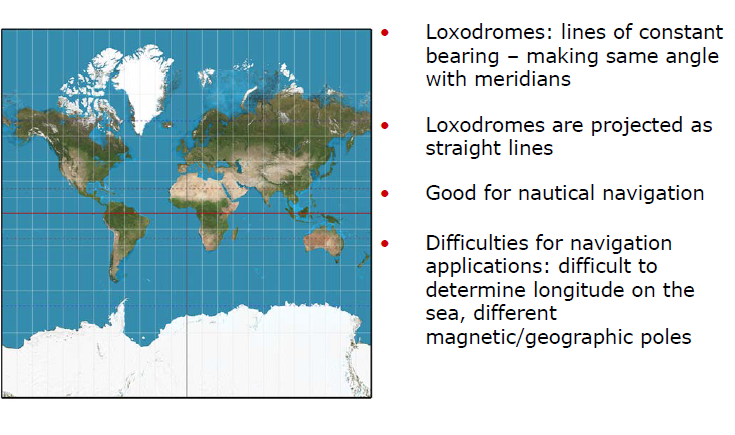 Loxodromes: lines of constant
bearing – making same angle
with meridians
Loxodromes are projected as
straight lines
Good for nautical navigation
Difficulties for navigation
applications: difficult to
determine longitude on the
sea, different
magnetic/geographic poles